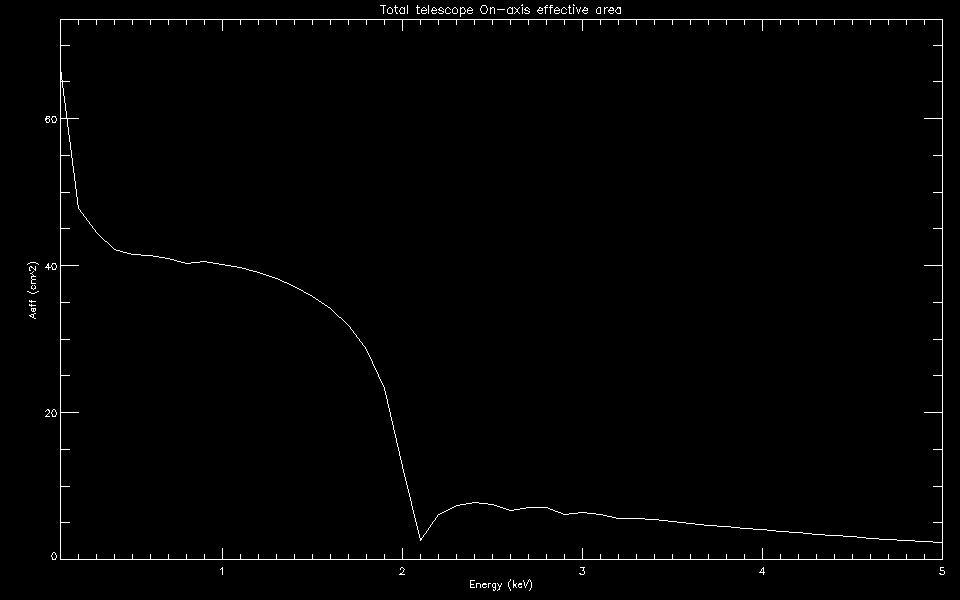 Total telescope On-axis effective area
60
40
Aeff (cm^2)
20
0
1 2 3 4 5
Energy (keV)